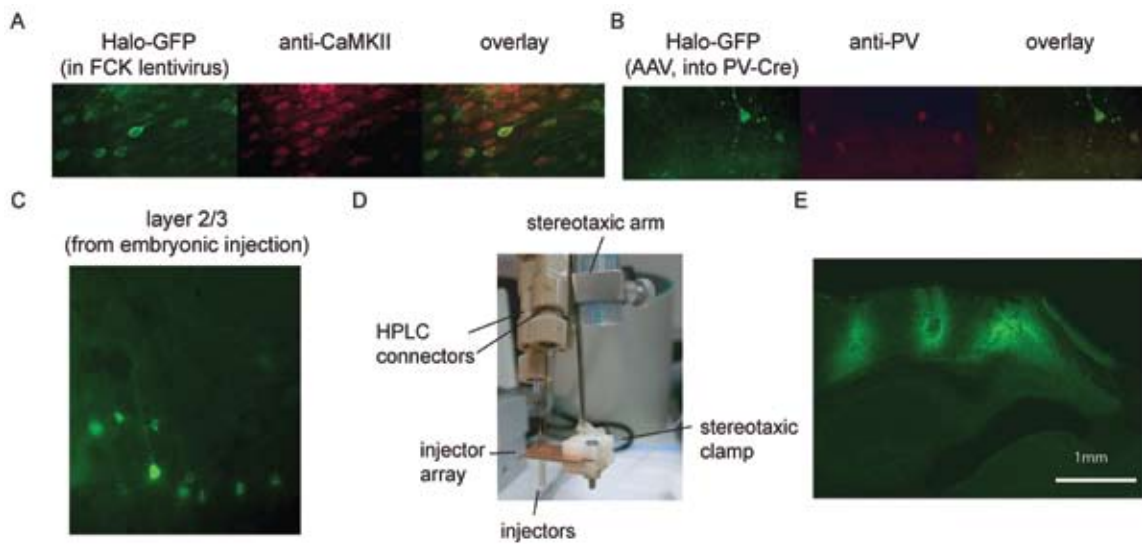 A
Halo-GFP
(in FCK lentivirus)
anti-CaMKII
overlay
B
Halo-GFP
(AAV, into PV-Cre)
anti-PV
overlay
C
layer 2/3
(from embryonic injection)
D
stereotaxic arm
HPLC
connectors
injector
array
stereotaxic
clamp
injectors
E
1mm